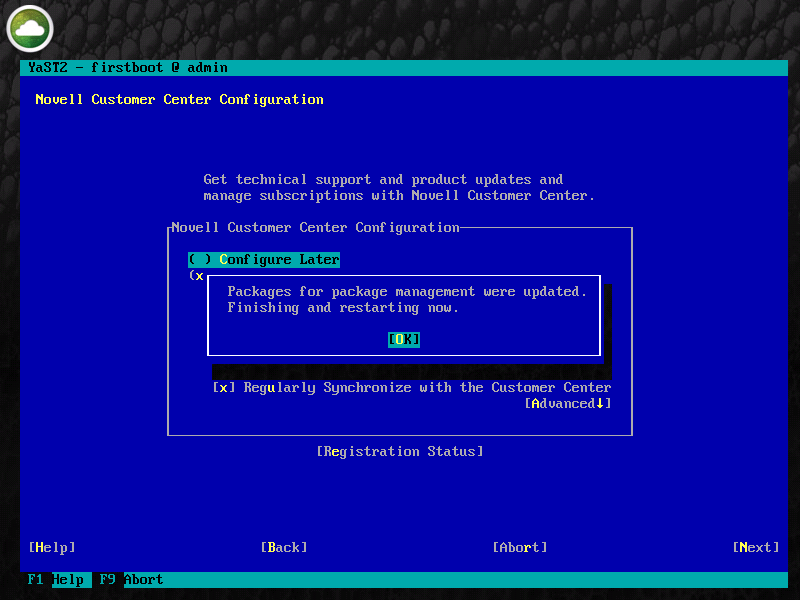 YaST2 - firstboot @ admin
Novell Customer Center Configuration
Get technical support and product updates and
manage subscriptions with Novell Customer Center.
Novell Customer Center Configuration
( ) Configure Later
(x
Packages for package management were updated.
Finishing and restarting now.
[OK]
[x] Regularly Synchronize with the Customer Center
[Advanced↓]
[Registration Status]
[Help] [Back] [Abort] [Next]
F1 Help F9 Abort